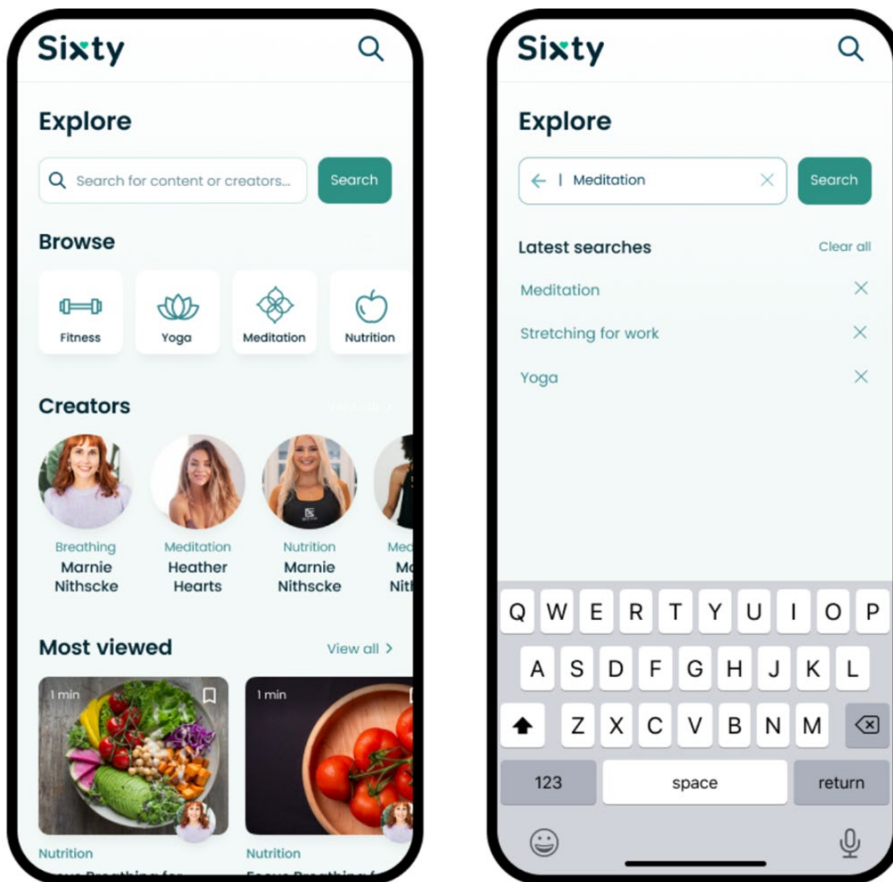 Sixty
Explore
Search for content or creators...
Search
Browse
Fitness
Yoga
Meditation
Nutrition
Creators
Breathing
Marnie
Nithscke
Meditation
Heather
Hearts
Nutrition
Marnie
Nithscke
Most viewed
View all >
1 min
1 min
Nutrition
Nutrition
Sixty
Explore
Meditation
Search
Latest searches
Clear all
Meditation
Stretching for work
Yoga
Q W E R T Y U I O P
A S D F G H J K L
Z X C V B N M
123
space
return